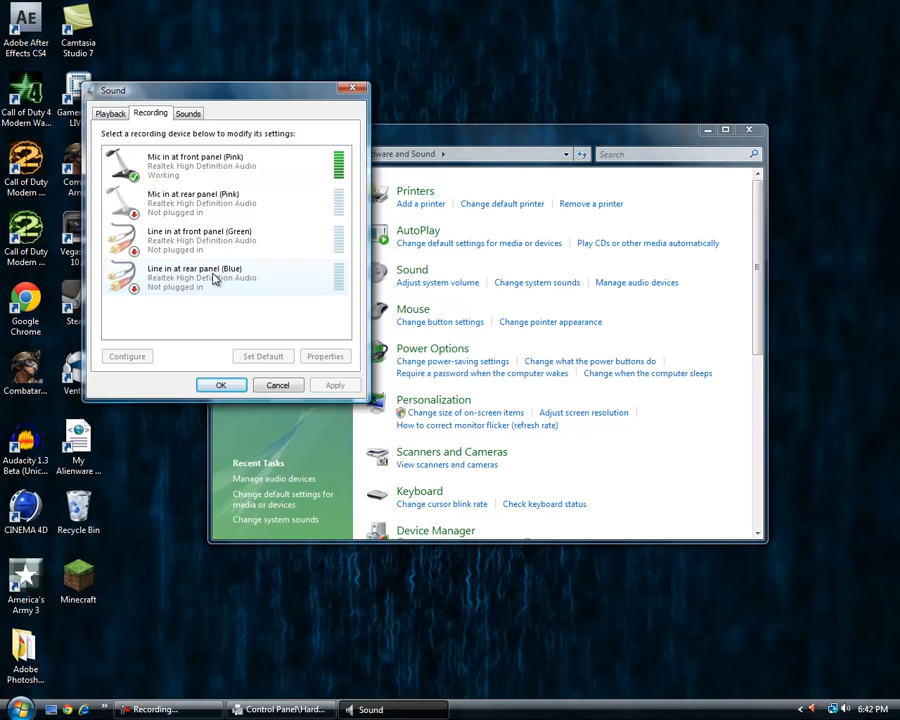 Adobe After
Effects CS4
Camtasia
Studio 7
Call of Duty 4
Modern Wa...
LIV
Call of Duty
Modern ...
Call of Duty
Modern ...
Google
Chrome
Combatar...
Audacity 1.3
Beta (Unic...
My
Alienware ...
CINEMA 4D
Recycle Bin
America's
Army 3
Minecraft
Adobe
Photosh...
Sound
Playback
Recording
Sounds
Select a recording device below to modify its settings:
Mic in at front panel (Pink)
Realtek High Definition Audio
Working
Mic in at rear panel (Pink)
Realtek High Definition Audio
Not plugged in
Line in at front panel (Green)
Realtek High Definition Audio
Not plugged in
Line in at rear panel (Blue)
Realtek High Definition Audio
Not plugged in
Configure
Set Default
Properties
OK
Cancel
Apply
dware and Sound
Search
Printers
Add a printer
Change default printer
Remove a printer
AutoPlay
Change default settings for media or devices
Play CDs or other media automatically
Sound
Adjust system volume
Change system sounds
Manage audio devices
Mouse
Change button settings
Change pointer appearance
Power Options
Change power-saving settings
Change what the power buttons do
Require a password when the computer wakes
Change when the computer sleeps
Personalization
Change size of on-screen items
Adjust screen resolution
How to correct monitor flicker (refresh rate)
Scanners and Cameras
View scanners and cameras
Keyboard
Change cursor blink rate
Check keyboard status
Device Manager
Recent Tasks
Manage audio devices
Change default settings for
media or devices
Change system sounds
Recording...
Control Panel\Hard...
Sound
6:42 PM